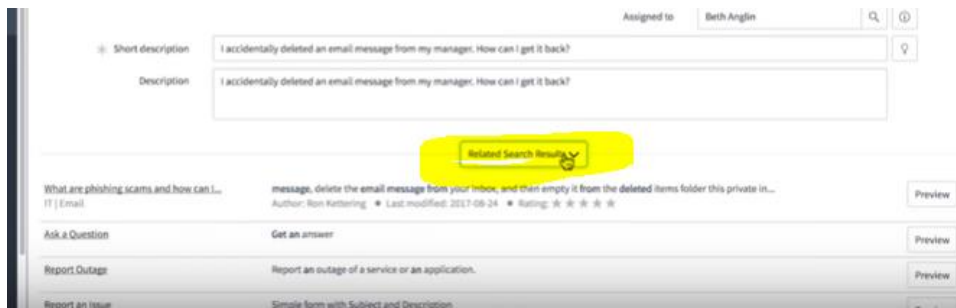 Assigned to Beth Anglin
Short description I accidentally deleted an email message from my manager. How can I get it back?
Description I accidentally deleted an email message from my manager. How can I get it back?
Related Search Results
What are phishing scams and how can I... message, delete the email message from your inbox, and then empty it from the deleted items folder this private in... Preview
IT | Email Author: Ron Kettering • Last modified: 2017-08-24 • Rating: ★ ★ ★ ★ ★
Ask a Question Get an answer Preview
Report Outage Report an outage of a service or an application. Preview
Report an Issue Simple form with Subject and Description